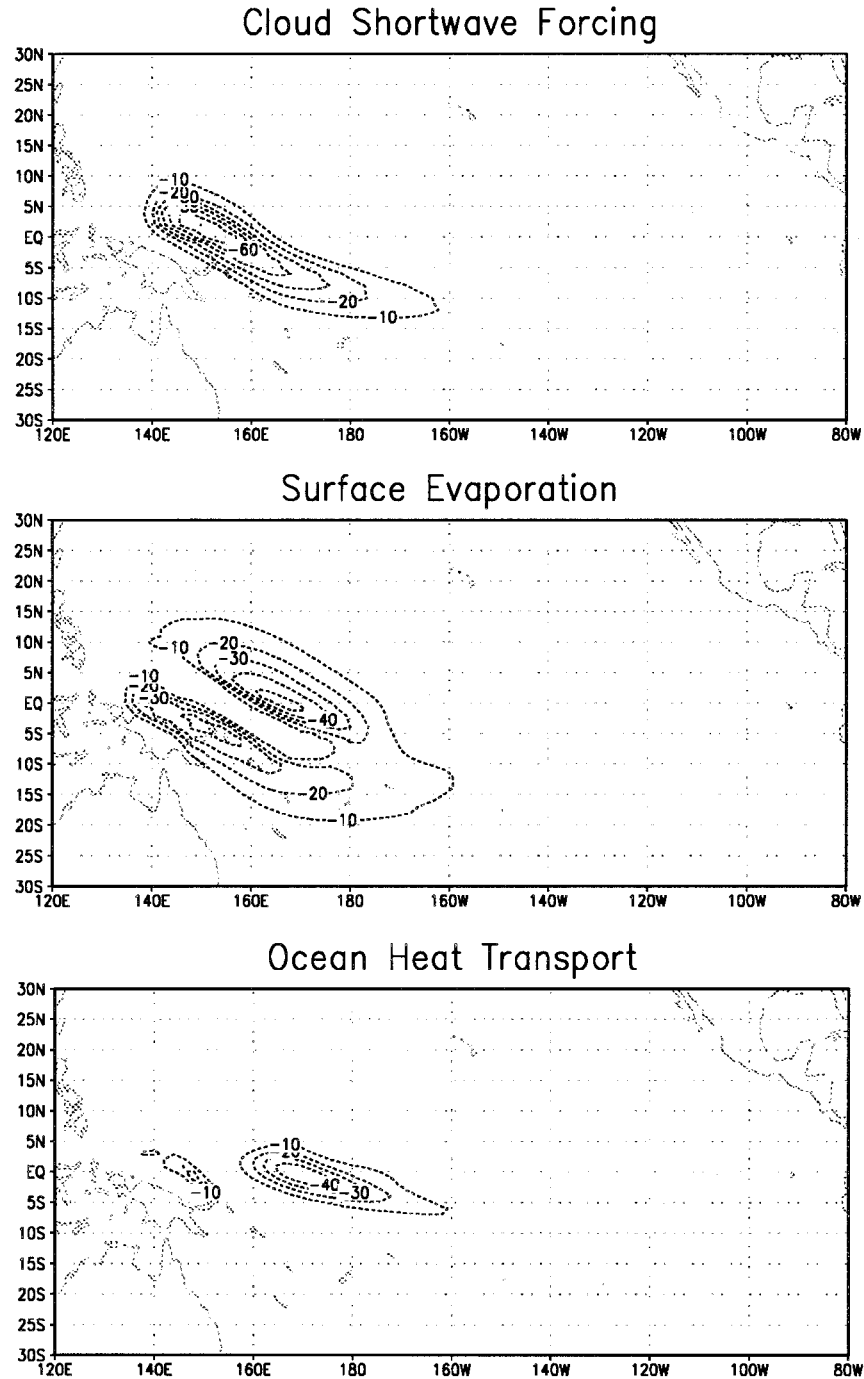 Cloud Shortwave Forcing
30N
25N
20N
15N
10N
5N
EQ
5S
10S
15S
20S
25S
30S
-10
-20
-60
-20
-10
120E 140E 160E 180 160W 140W 120W 100W 80W
Surface Evaporation
30N
25N
20N
15N
10N
5N
EQ
5S
10S
15S
20S
25S
30S
-20
-10
-30
-10
-20
-30
-40
-20
-10
120E 140E 160E 180 160W 140W 120W 100W 80W
Ocean Heat Transport
30N
25N
20N
15N
10N
5N
EQ
5S
10S
15S
20S
25S
30S
-10
-10
-40
-30
120E 140E 160E 180 160W 140W 120W 100W 80W